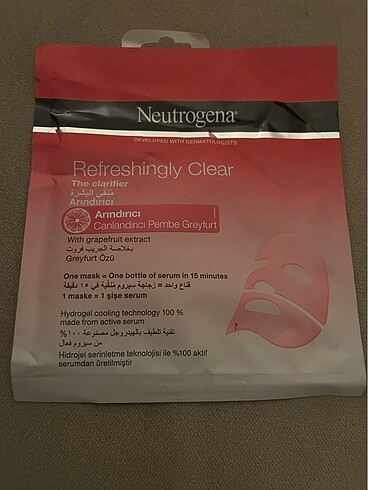 Neutrogena®
DEVELOPED WITH DERMATOLOGISTS
Refreshingly Clear
The clarifier
مُنقّي البشرة
Arındırıcı
Arındırıcı
Canlandırıcı Pembe Greyfurt
With grapefruit extract
بخلاصة الجريب فروت
Greyfurt Özü
One mask = One bottle of serum in 15 minutes
قناع واحد = زجاجة سيروم مُنقّية في ١٥ دقيقة
1 maske = 1 şişe serum
Hydrogel cooling technology 100 %
made from active serum
تقنية تلطيف بالهيدروجل مصنوعة ١٠٠%
من سيروم فعال
Hidrojel serinletme teknolojisi ile %100 aktif
serumdan üretilmiştir